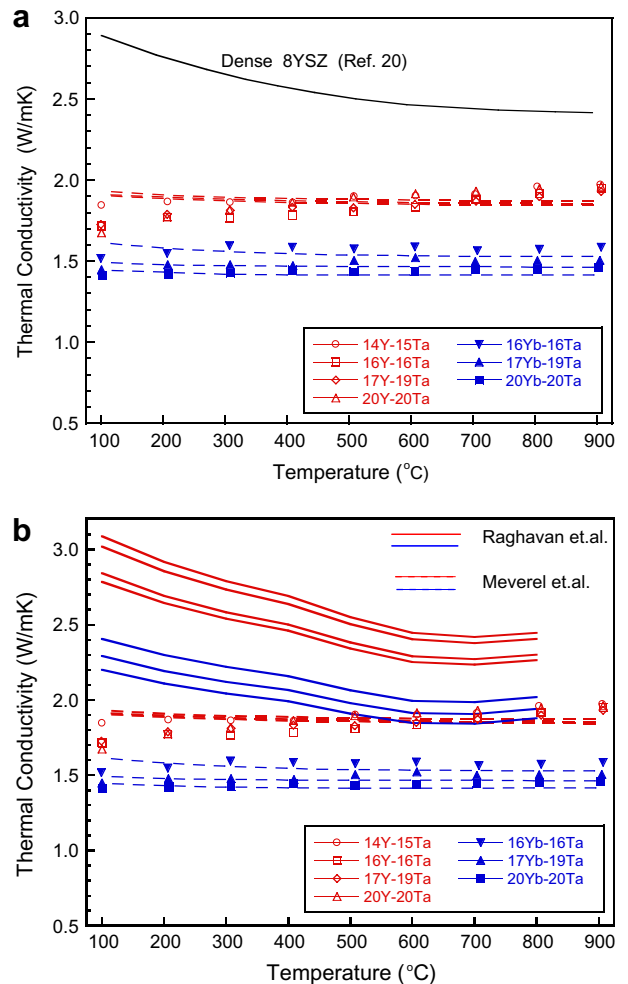 a
3.0
2.5
2.0
1.5
1.0
0.5
Thermal Conductivity (W/mK)
Dense 8YSZ (Ref. 20)
14Y-15Ta
16Y-16Ta
17Y-19Ta
20Y-20Ta
16Yb-16Ta
17Yb-19Ta
20Yb-20Ta
100 200 300 400 500 600 700 800 900
Temperature (°C)
b
3.0
2.5
2.0
1.5
1.0
0.5
Thermal Conductivity (W/mK)
Raghavan et.al.
Meverel et.al.
14Y-15Ta
16Y-16Ta
17Y-19Ta
20Y-20Ta
16Yb-16Ta
17Yb-19Ta
20Yb-20Ta
100 200 300 400 500 600 700 800 900
Temperature (°C)